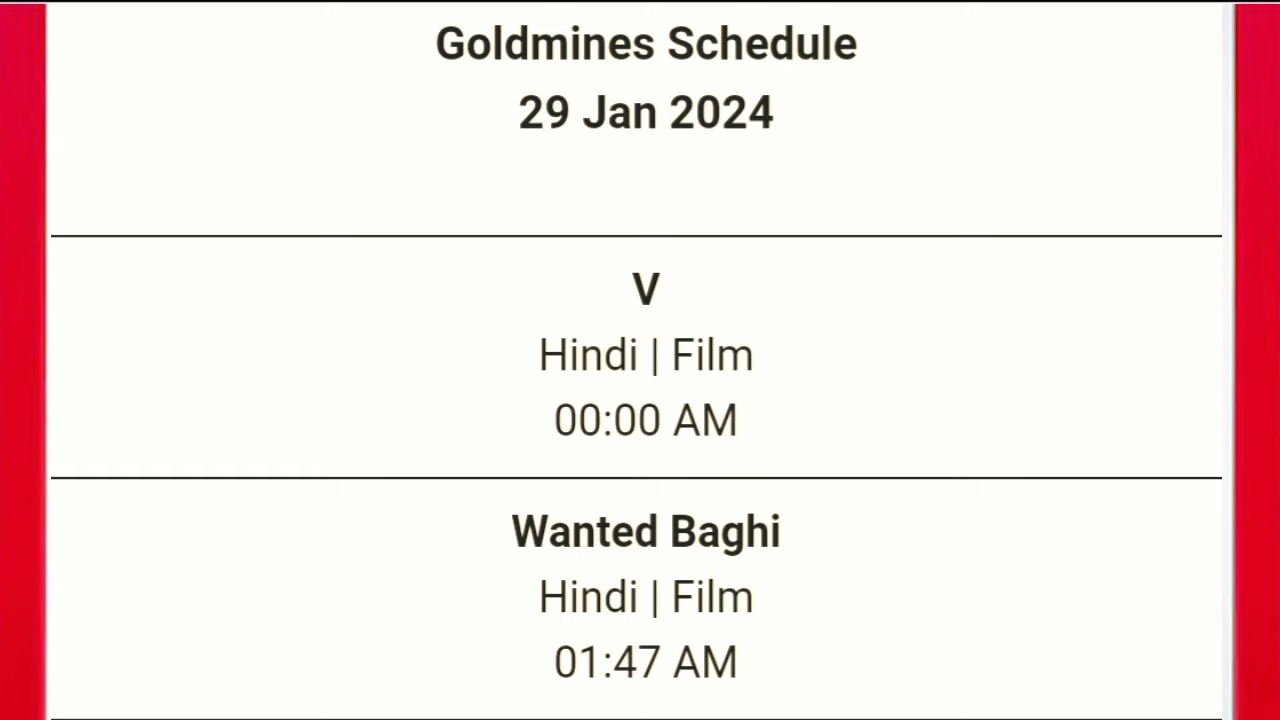 Goldmines Schedule
29 Jan 2024
V
Hindi | Film
00:00 AM
Wanted Baghi
Hindi | Film
01:47 AM